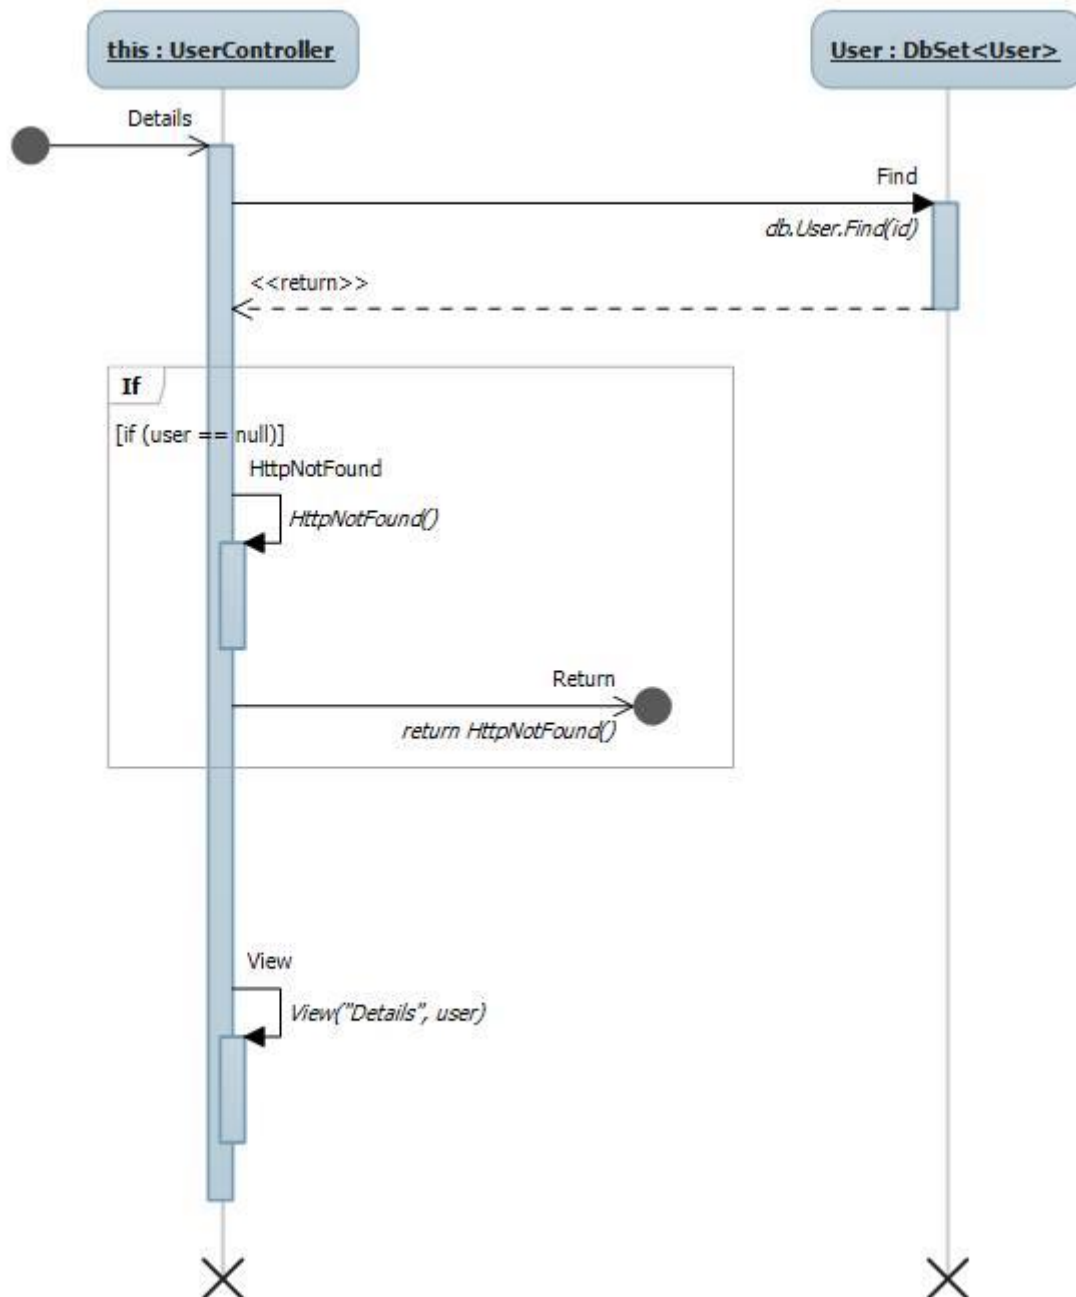 this : UserController
User : DbSet<User>
Details
Find
db.User.Find(id)
<<return>>
If
[if (user == null)]
HttpNotFound
HttpNotFound()
Return
return HttpNotFound()
View
View("Details", user)